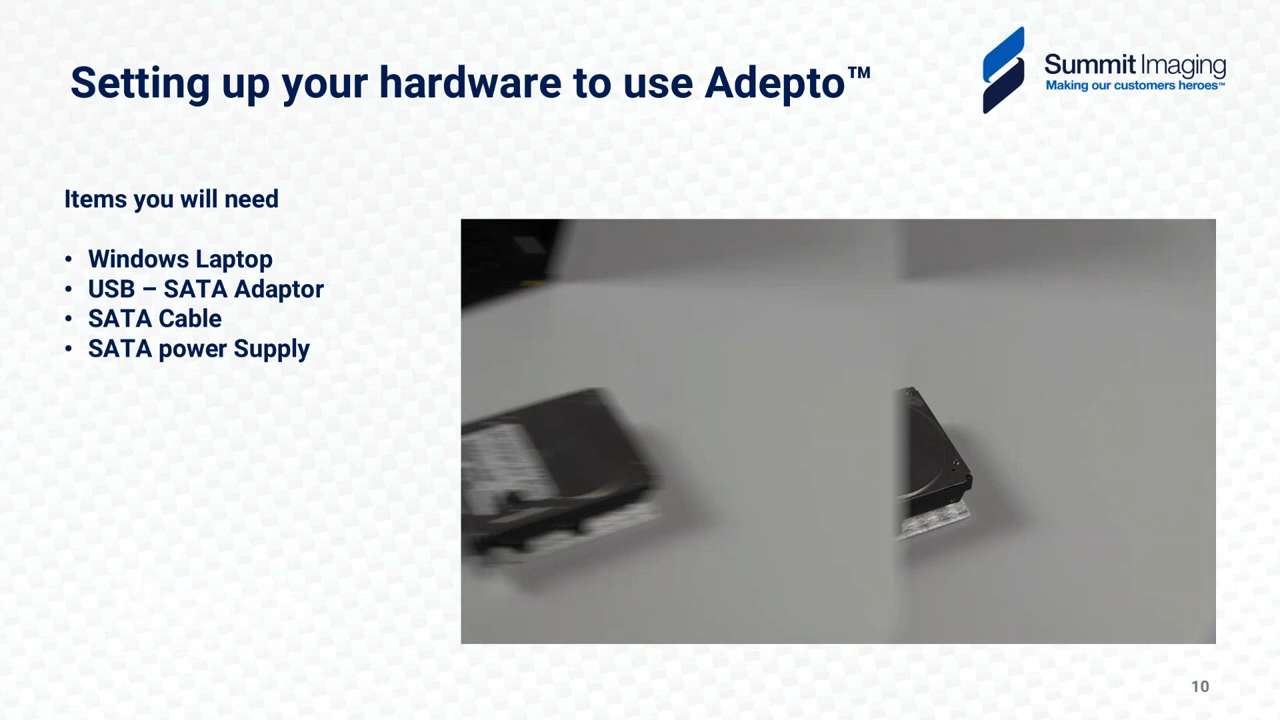 Setting up your hardware to use Adepto™
Summit Imaging
Making our customers heroes™
Items you will need
• Windows Laptop
• USB – SATA Adaptor
• SATA Cable
• SATA power Supply
10